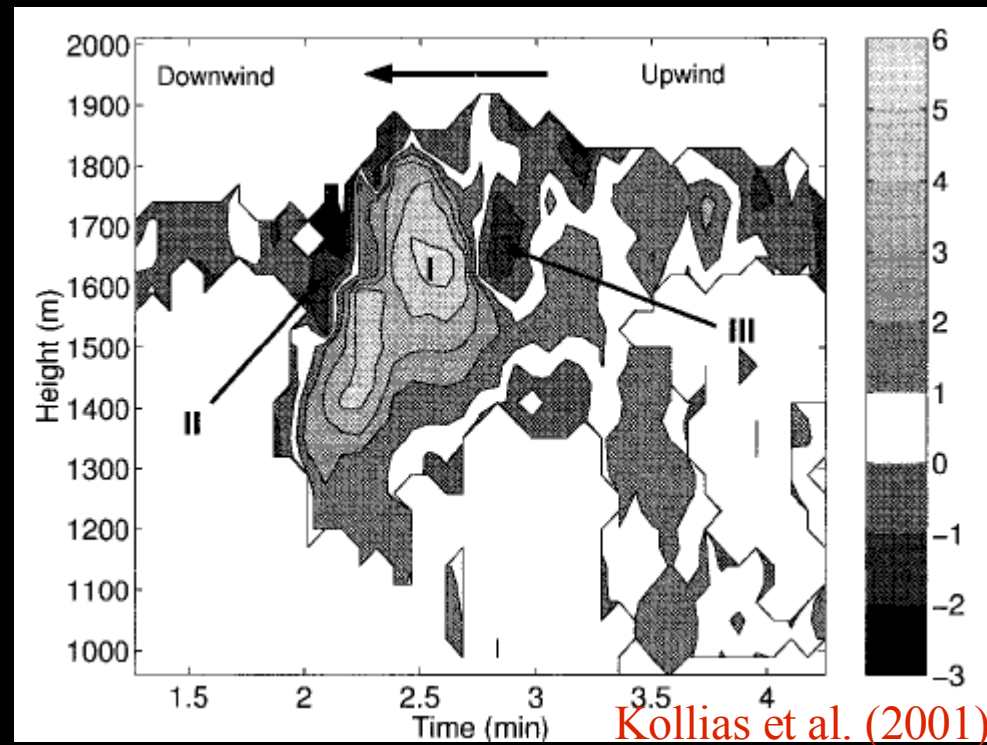 Downwind Upwind
Height (m)
2000
1900
1800
1700
1600
1500
1400
1300
1200
1100
1000
I
II
III
1.5 2 2.5 3 3.5 4
Time (min)
6
5
4
3
2
1
0
−1
−2
−3
Kollias et al. (2001)